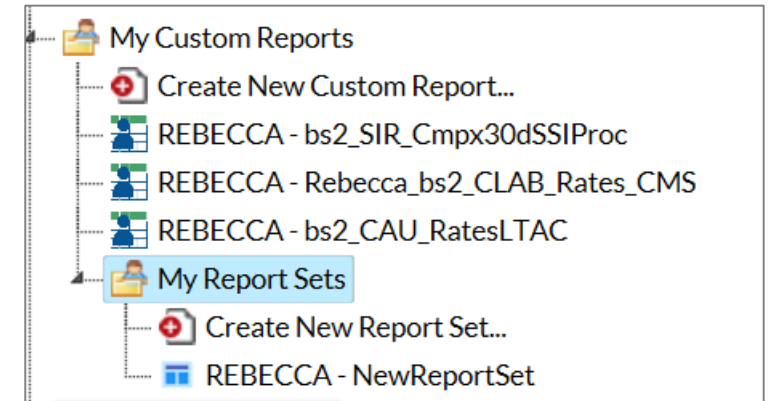 My Custom Reports
Create New Custom Report...
REBECCA - bs2_SIR_Cmpx30dSSIProc
REBECCA - Rebecca_bs2_CLAB_Rates_CMS
REBECCA - bs2_CAU_RatesLTAC
My Report Sets
Create New Report Set...
REBECCA - NewReportSet